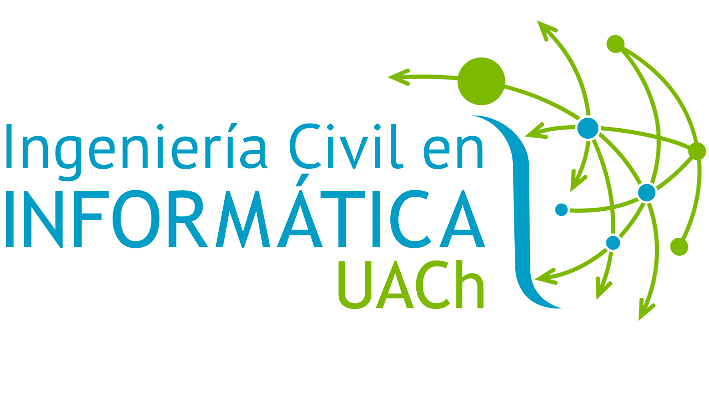 Ingeniería Civil en
INFORMÁTICA
UACh